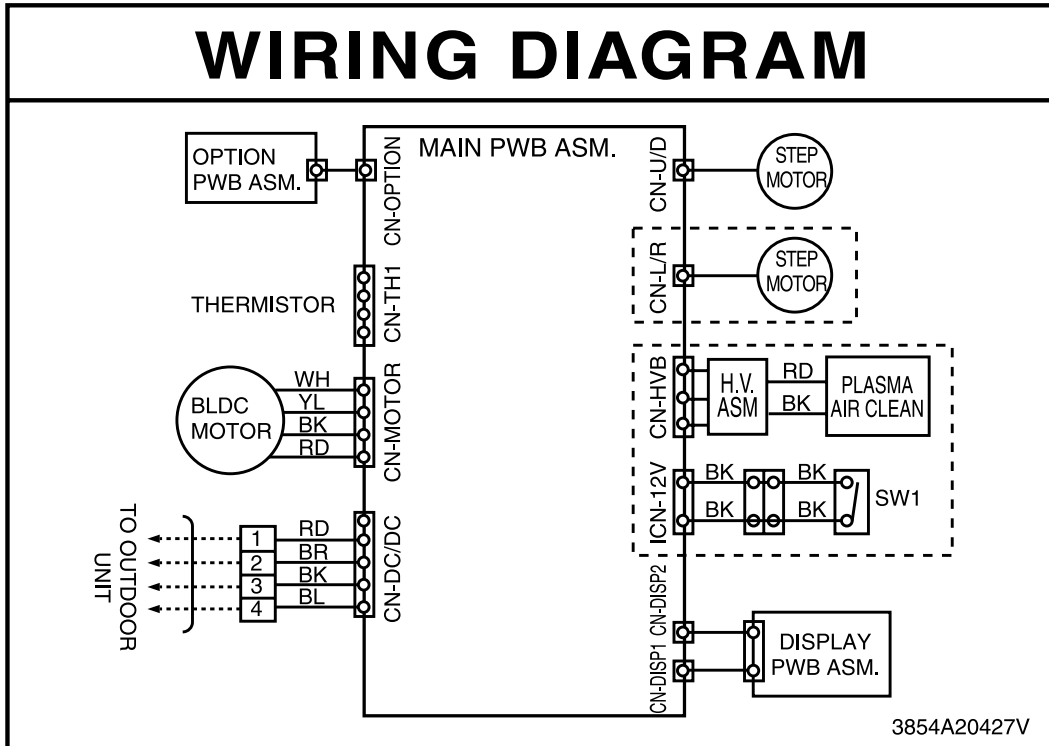 WIRING DIAGRAM
OPTION
PWB ASM.
CN-OPTION
MAIN PWB ASM.
CN-U/D
STEP
MOTOR
CN-L/R
STEP
MOTOR
THERMISTOR
CN-TH1
BLDC
MOTOR
WH
YL
BK
RD
CN-MOTOR
CN-HVB
H.V.
ASM
RD
BK
PLASMA
AIR CLEAN
ICN-12V
BK
BK
BK
BK
SW1
TO OUTDOOR
UNIT
1
2
3
4
RD
BR
BK
BL
CN-DC/DC
CN-DISP2
CN-DISP1
DISPLAY
PWB ASM.
3854A20427V